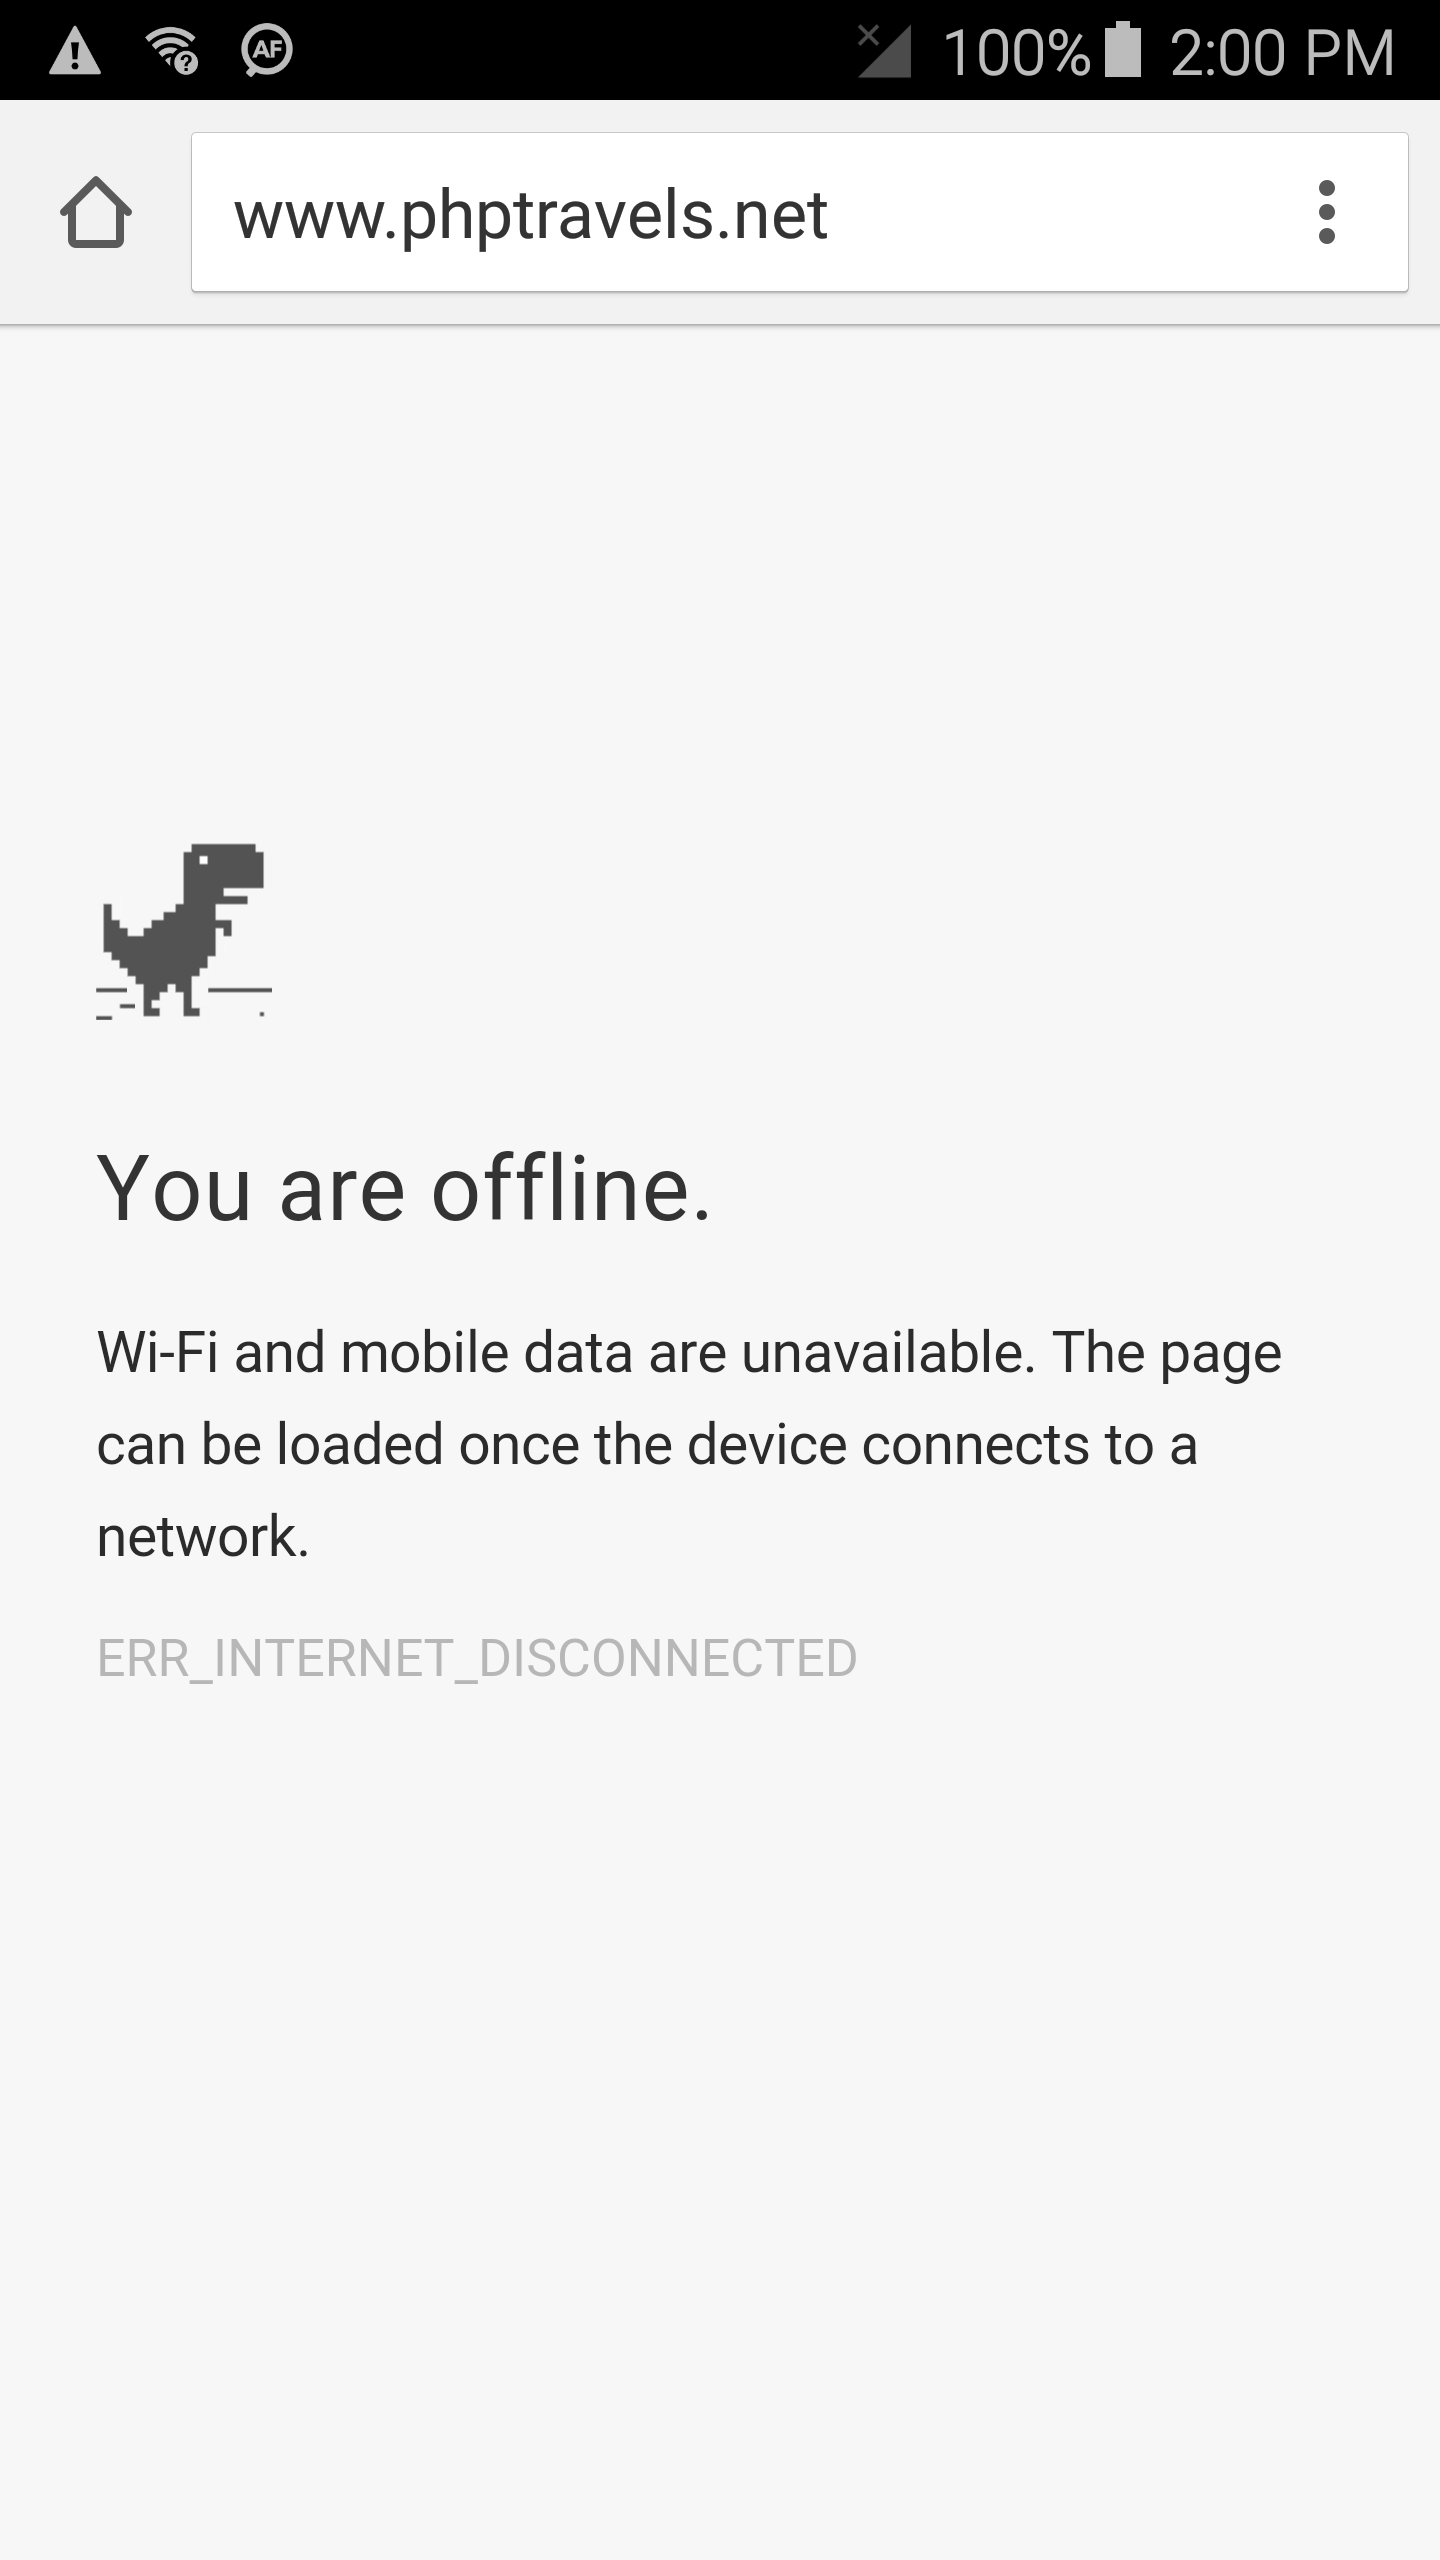 AF
100% 2:00 PM
www.phptravels.net
You are offline.
Wi-Fi and mobile data are unavailable. The page
can be loaded once the device connects to a
network.
ERR_INTERNET_DISCONNECTED